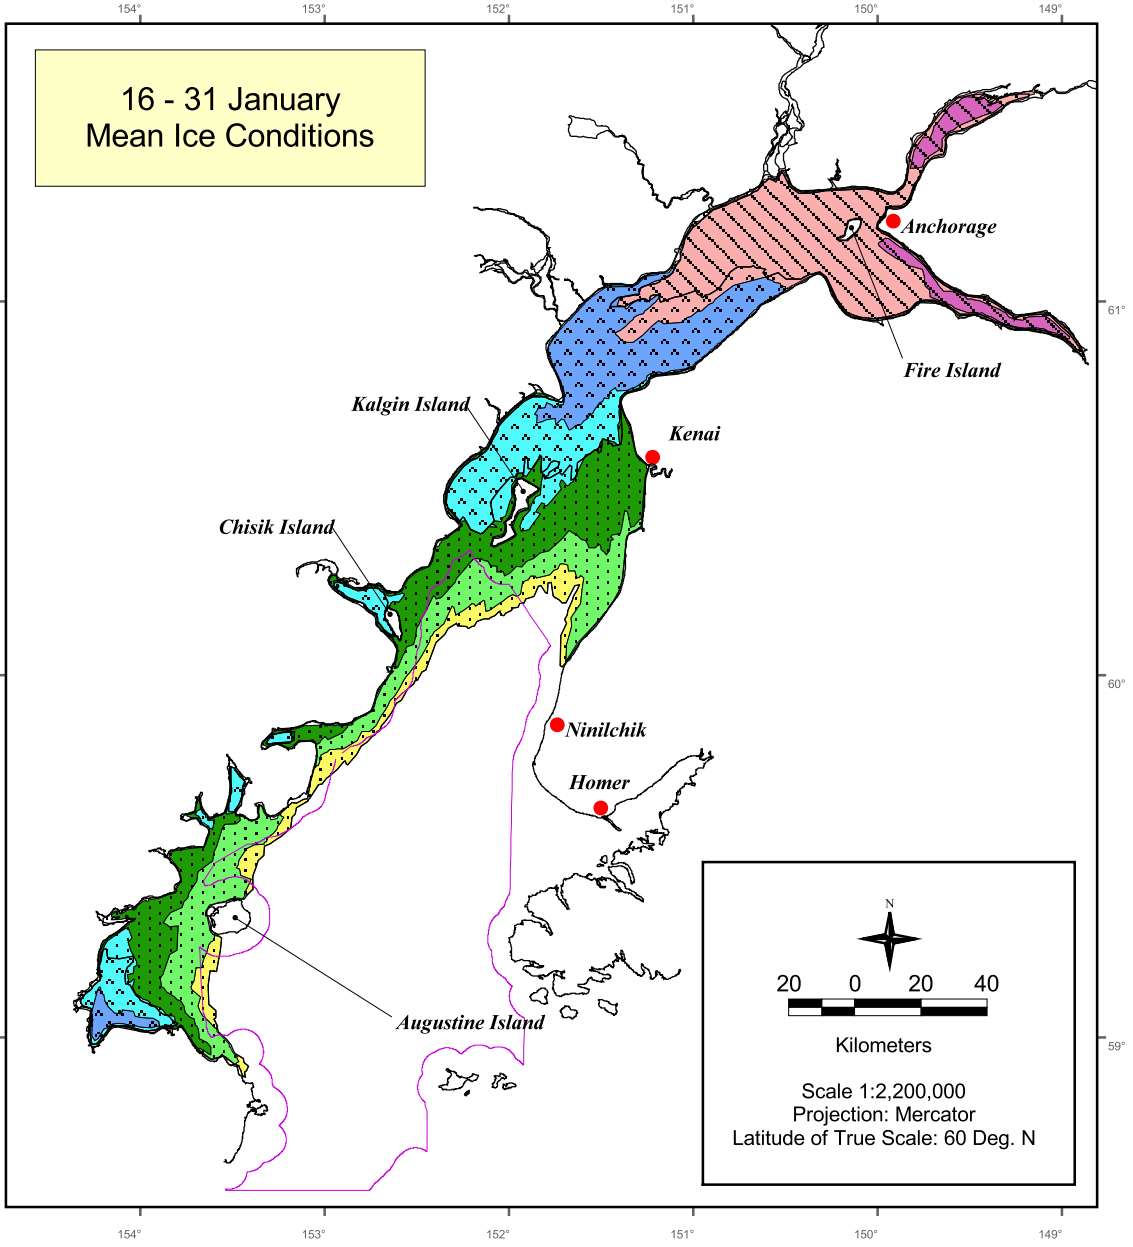 154° 153° 152° 151° 150° 149°
16 - 31 January
Mean Ice Conditions
Anchorage
61°
Fire Island
Kalgin Island
Kenai
Chisik Island
60°
Ninilchik
Homer
N
20 0 20 40
Kilometers
Augustine Island
59°
Scale 1:2,200,000
Projection: Mercator
Latitude of True Scale: 60 Deg. N
154° 153° 152° 151° 150° 149°